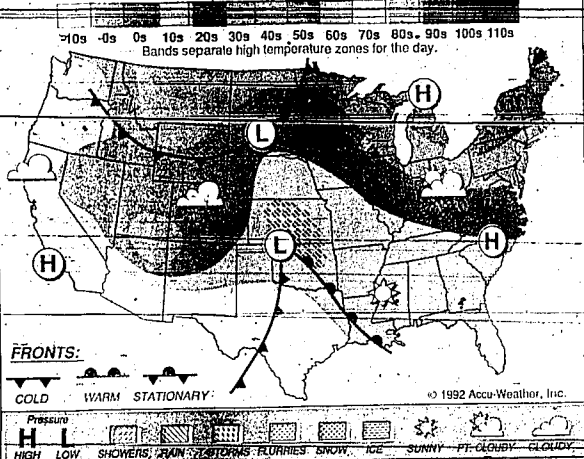 -10s -0s 0s 10s 20s 30s 40s 50s 60s 70s 80s 90s 100s 110s
Bands separate high temperature zones for the day.
H
L
L
H
H
FRONTS:
COLD WARM STATIONARY
© 1992 Accu-Weather, Inc.
Pressure
H L
HIGH LOW SHOWERS RAIN T-STORMS FLURRIES SNOW ICE SUNNY PT. CLOUDY CLOUDY